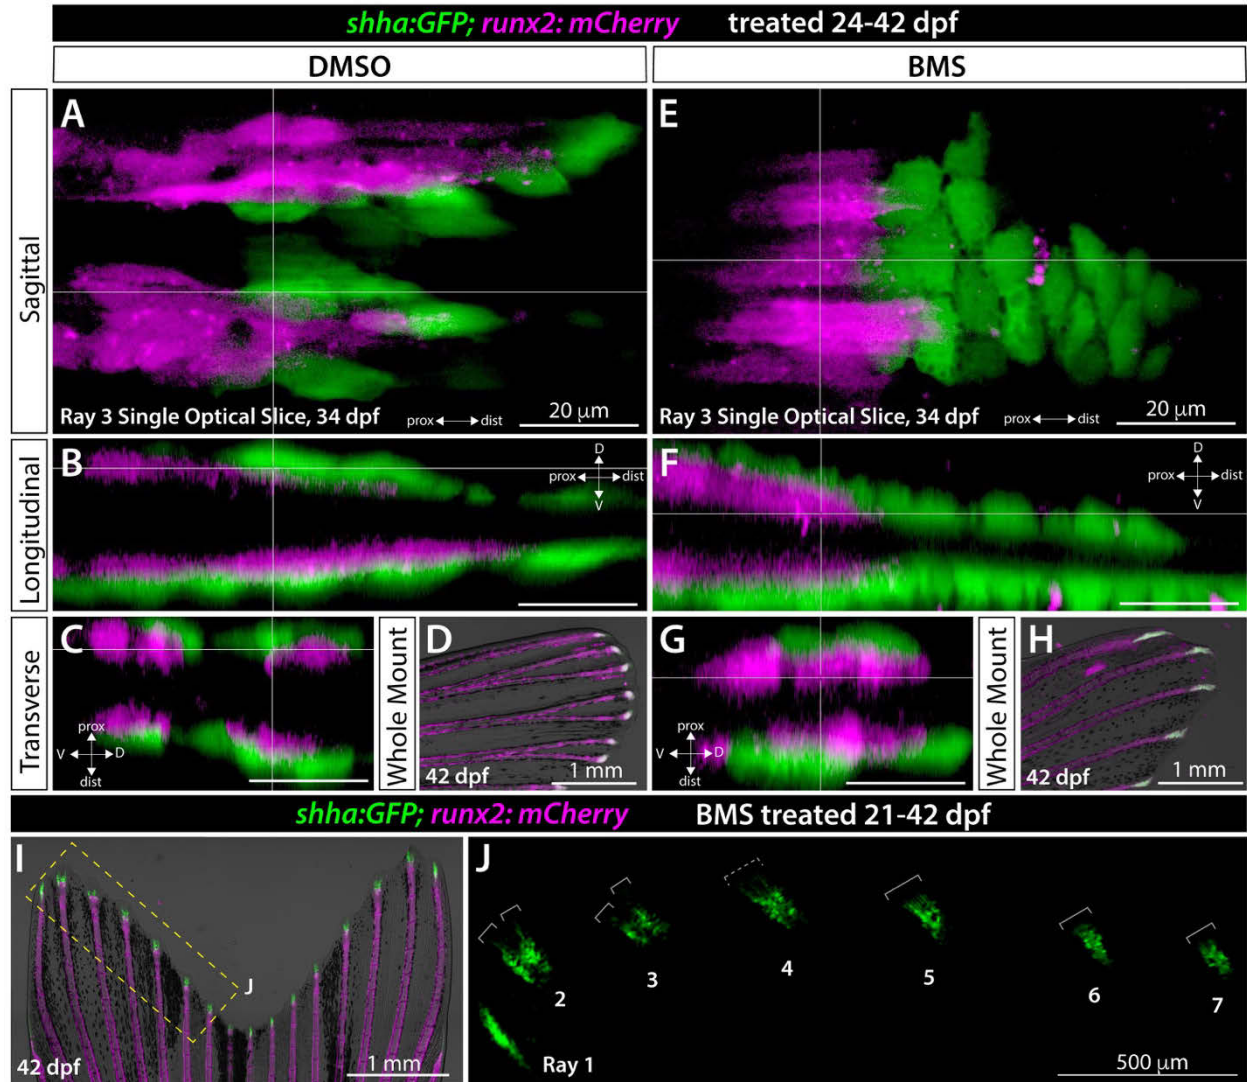 shha:GFP; runx2: mCherry treated 24-42 dpf
DMSO
BMS
Sagittal
A
Ray 3 Single Optical Slice, 34 dpf
prox dist
20 μm
E
Ray 3 Single Optical Slice, 34 dpf
prox dist
20 μm
Longitudinal
B
D
prox dist
V
F
D
prox dist
V
Transverse
C
prox
V D
dist
Whole Mount
D
42 dpf
1 mm
G
prox
V D
dist
Whole Mount
H
42 dpf
1 mm
shha:GFP; runx2: mCherry BMS treated 21-42 dpf
I
J
42 dpf
1 mm
J
2
3
4
5
6
7
Ray 1
500 μm